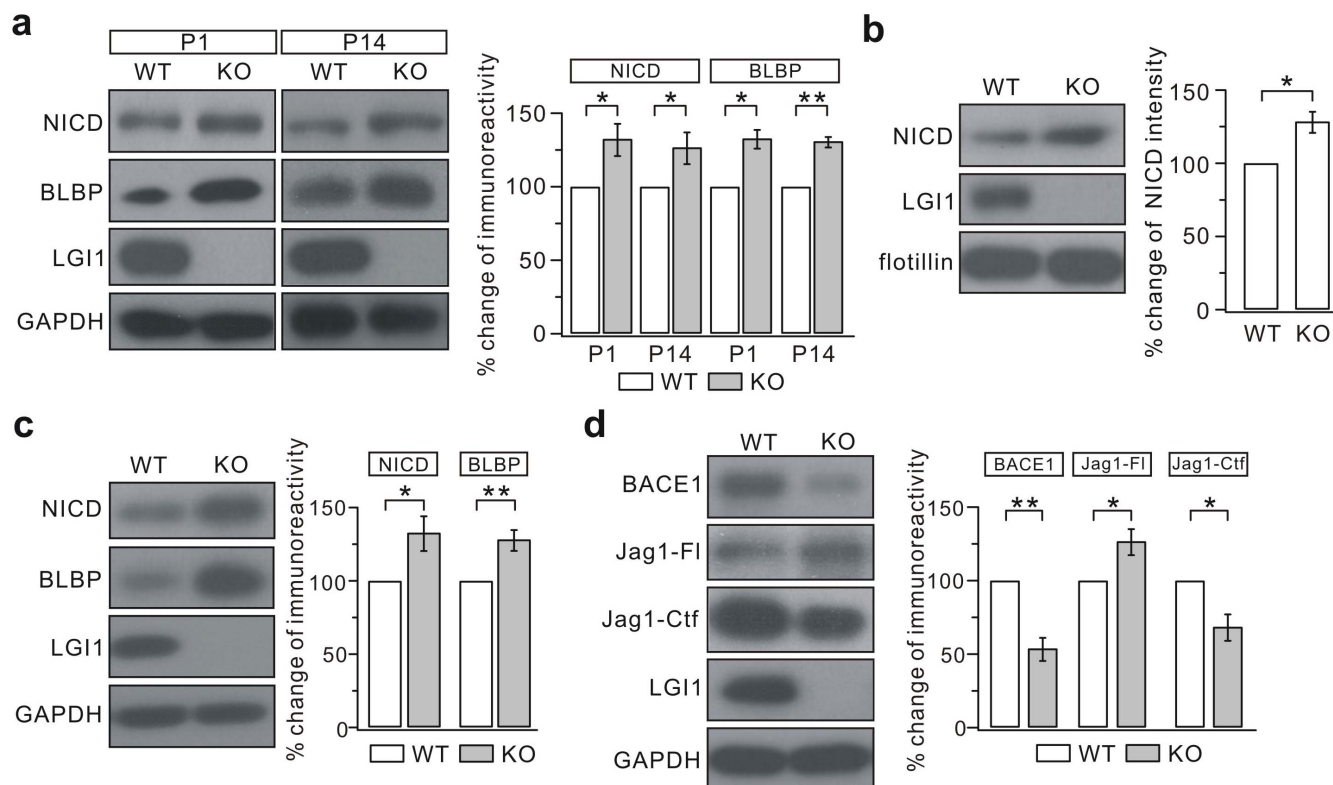 a
P1 P14
WT KO WT KO
NICD
BLBP
LGI1
GAPDH
% change of immunoreactivity
NICD BLBP
* * * **
150
100
50
0
P1 P14 P1 P14
WT KO
b
WT KO
NICD
LGI1
flotillin
% change of NICD intensity
*
150
100
50
0
WT KO
c
WT KO
NICD
BLBP
LGI1
GAPDH
% change of immunoreactivity
NICD BLBP
* **
150
100
50
0
WT KO
d
WT KO
BACE1
Jag1-Fl
Jag1-Ctf
LGI1
GAPDH
% change of immunoreactivity
BACE1 Jag1-Fl Jag1-Ctf
** * *
150
100
50
0
WT KO